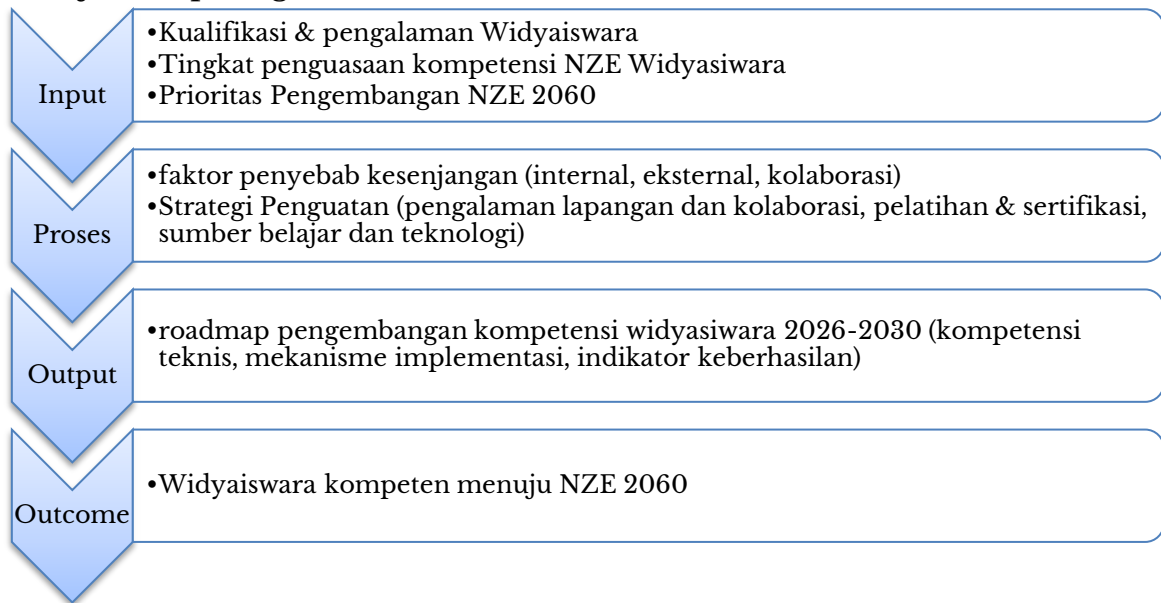 Input
•Kualifikasi & pengalaman Widyaiswara
•Tingkat penguasaan kompetensi NZE Widyasiwara
•Prioritas Pengembangan NZE 2060
Proses
•faktor penyebab kesenjangan (internal, eksternal, kolaborasi)
•Strategi Penguatan (pengalaman lapangan dan kolaborasi, pelatihan & sertifikasi,
sumber belajar dan teknologi)
Output
•roadmap pengembangan kompetensi widyasiwara 2026-2030 (kompetensi
teknis, mekanisme implementasi, indikator keberhasilan)
Outcome
•Widyaiswara kompeten menuju NZE 2060